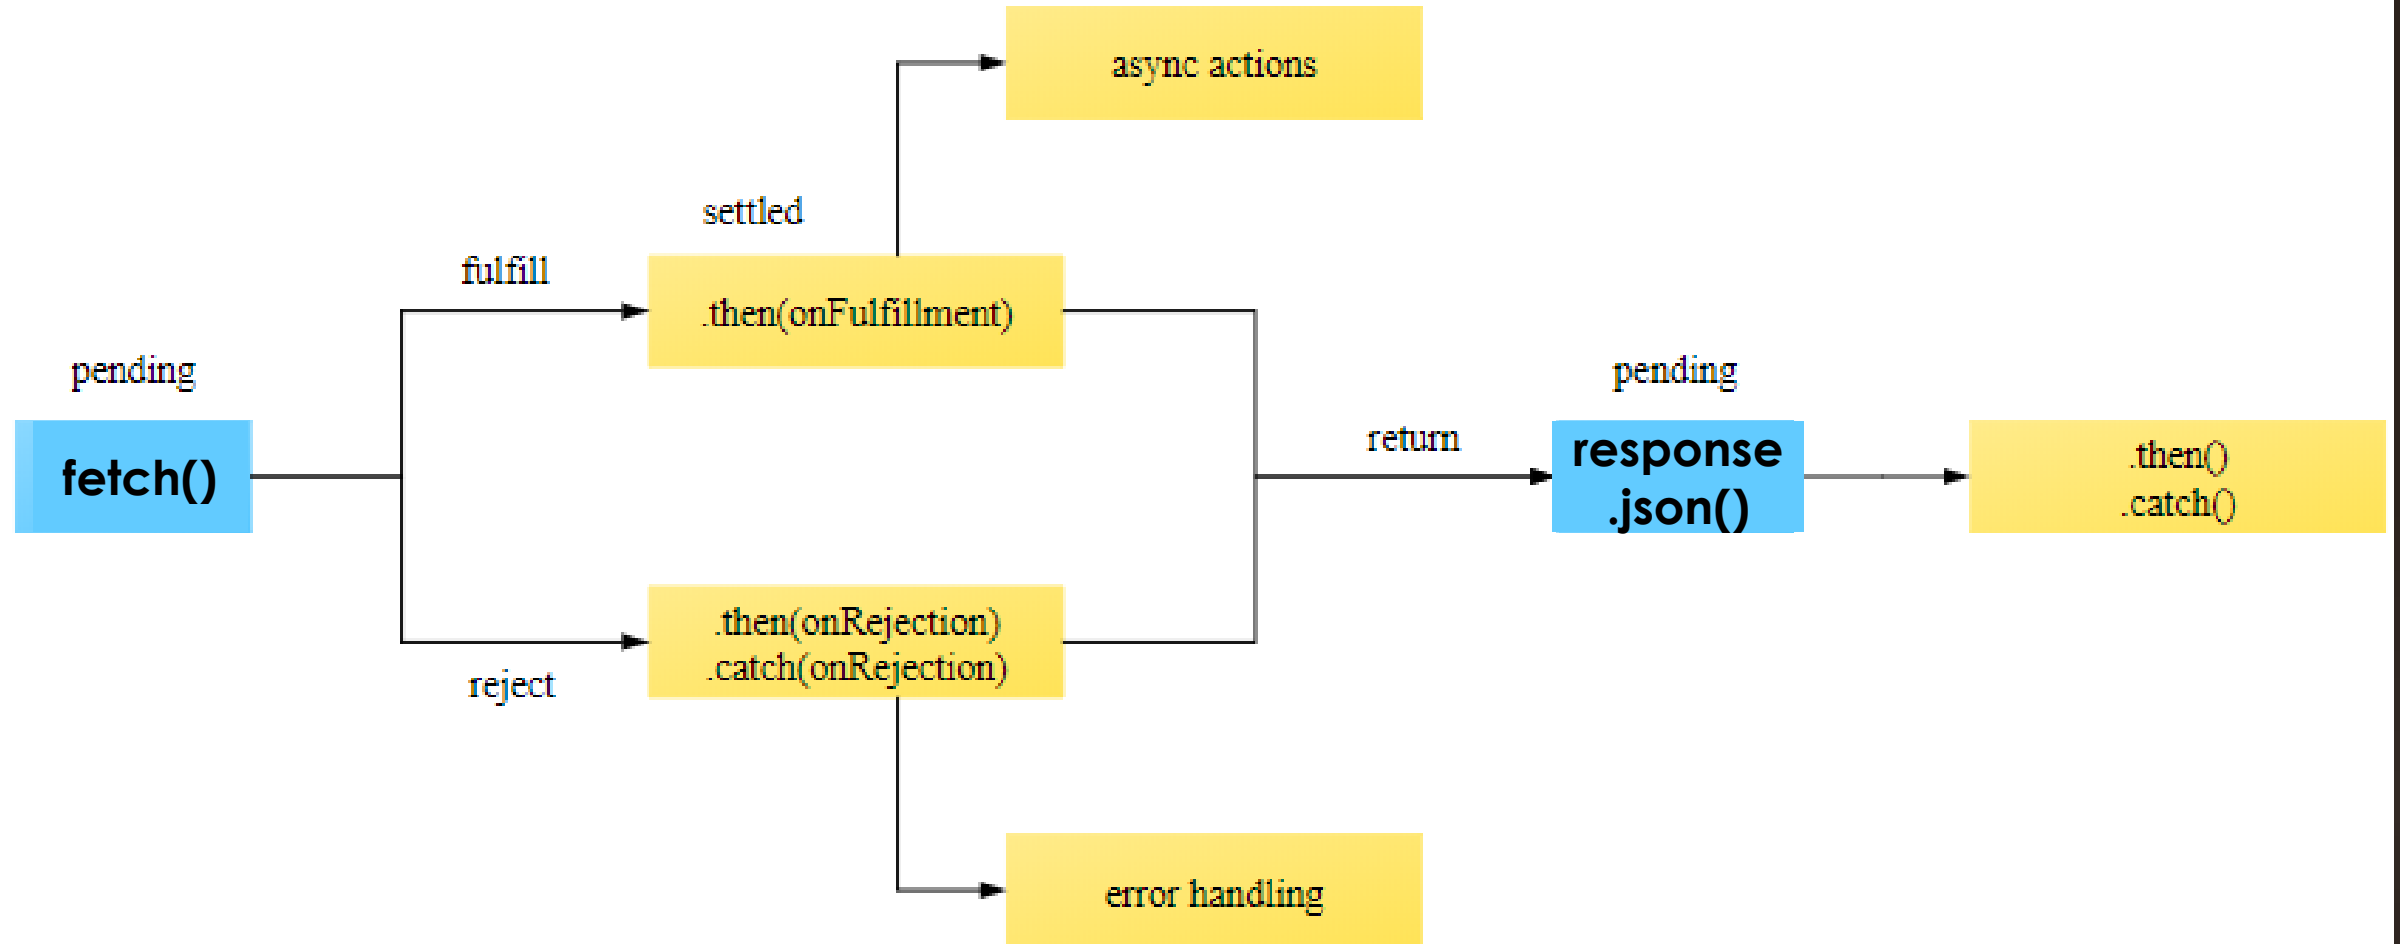 async actions
settled
fulfill
.then(onFulfillment)
pending
fetch()
return
pending
response
.json()
.then()
.catch()
.then(onRejection)
.catch(onRejection)
reject
error handling